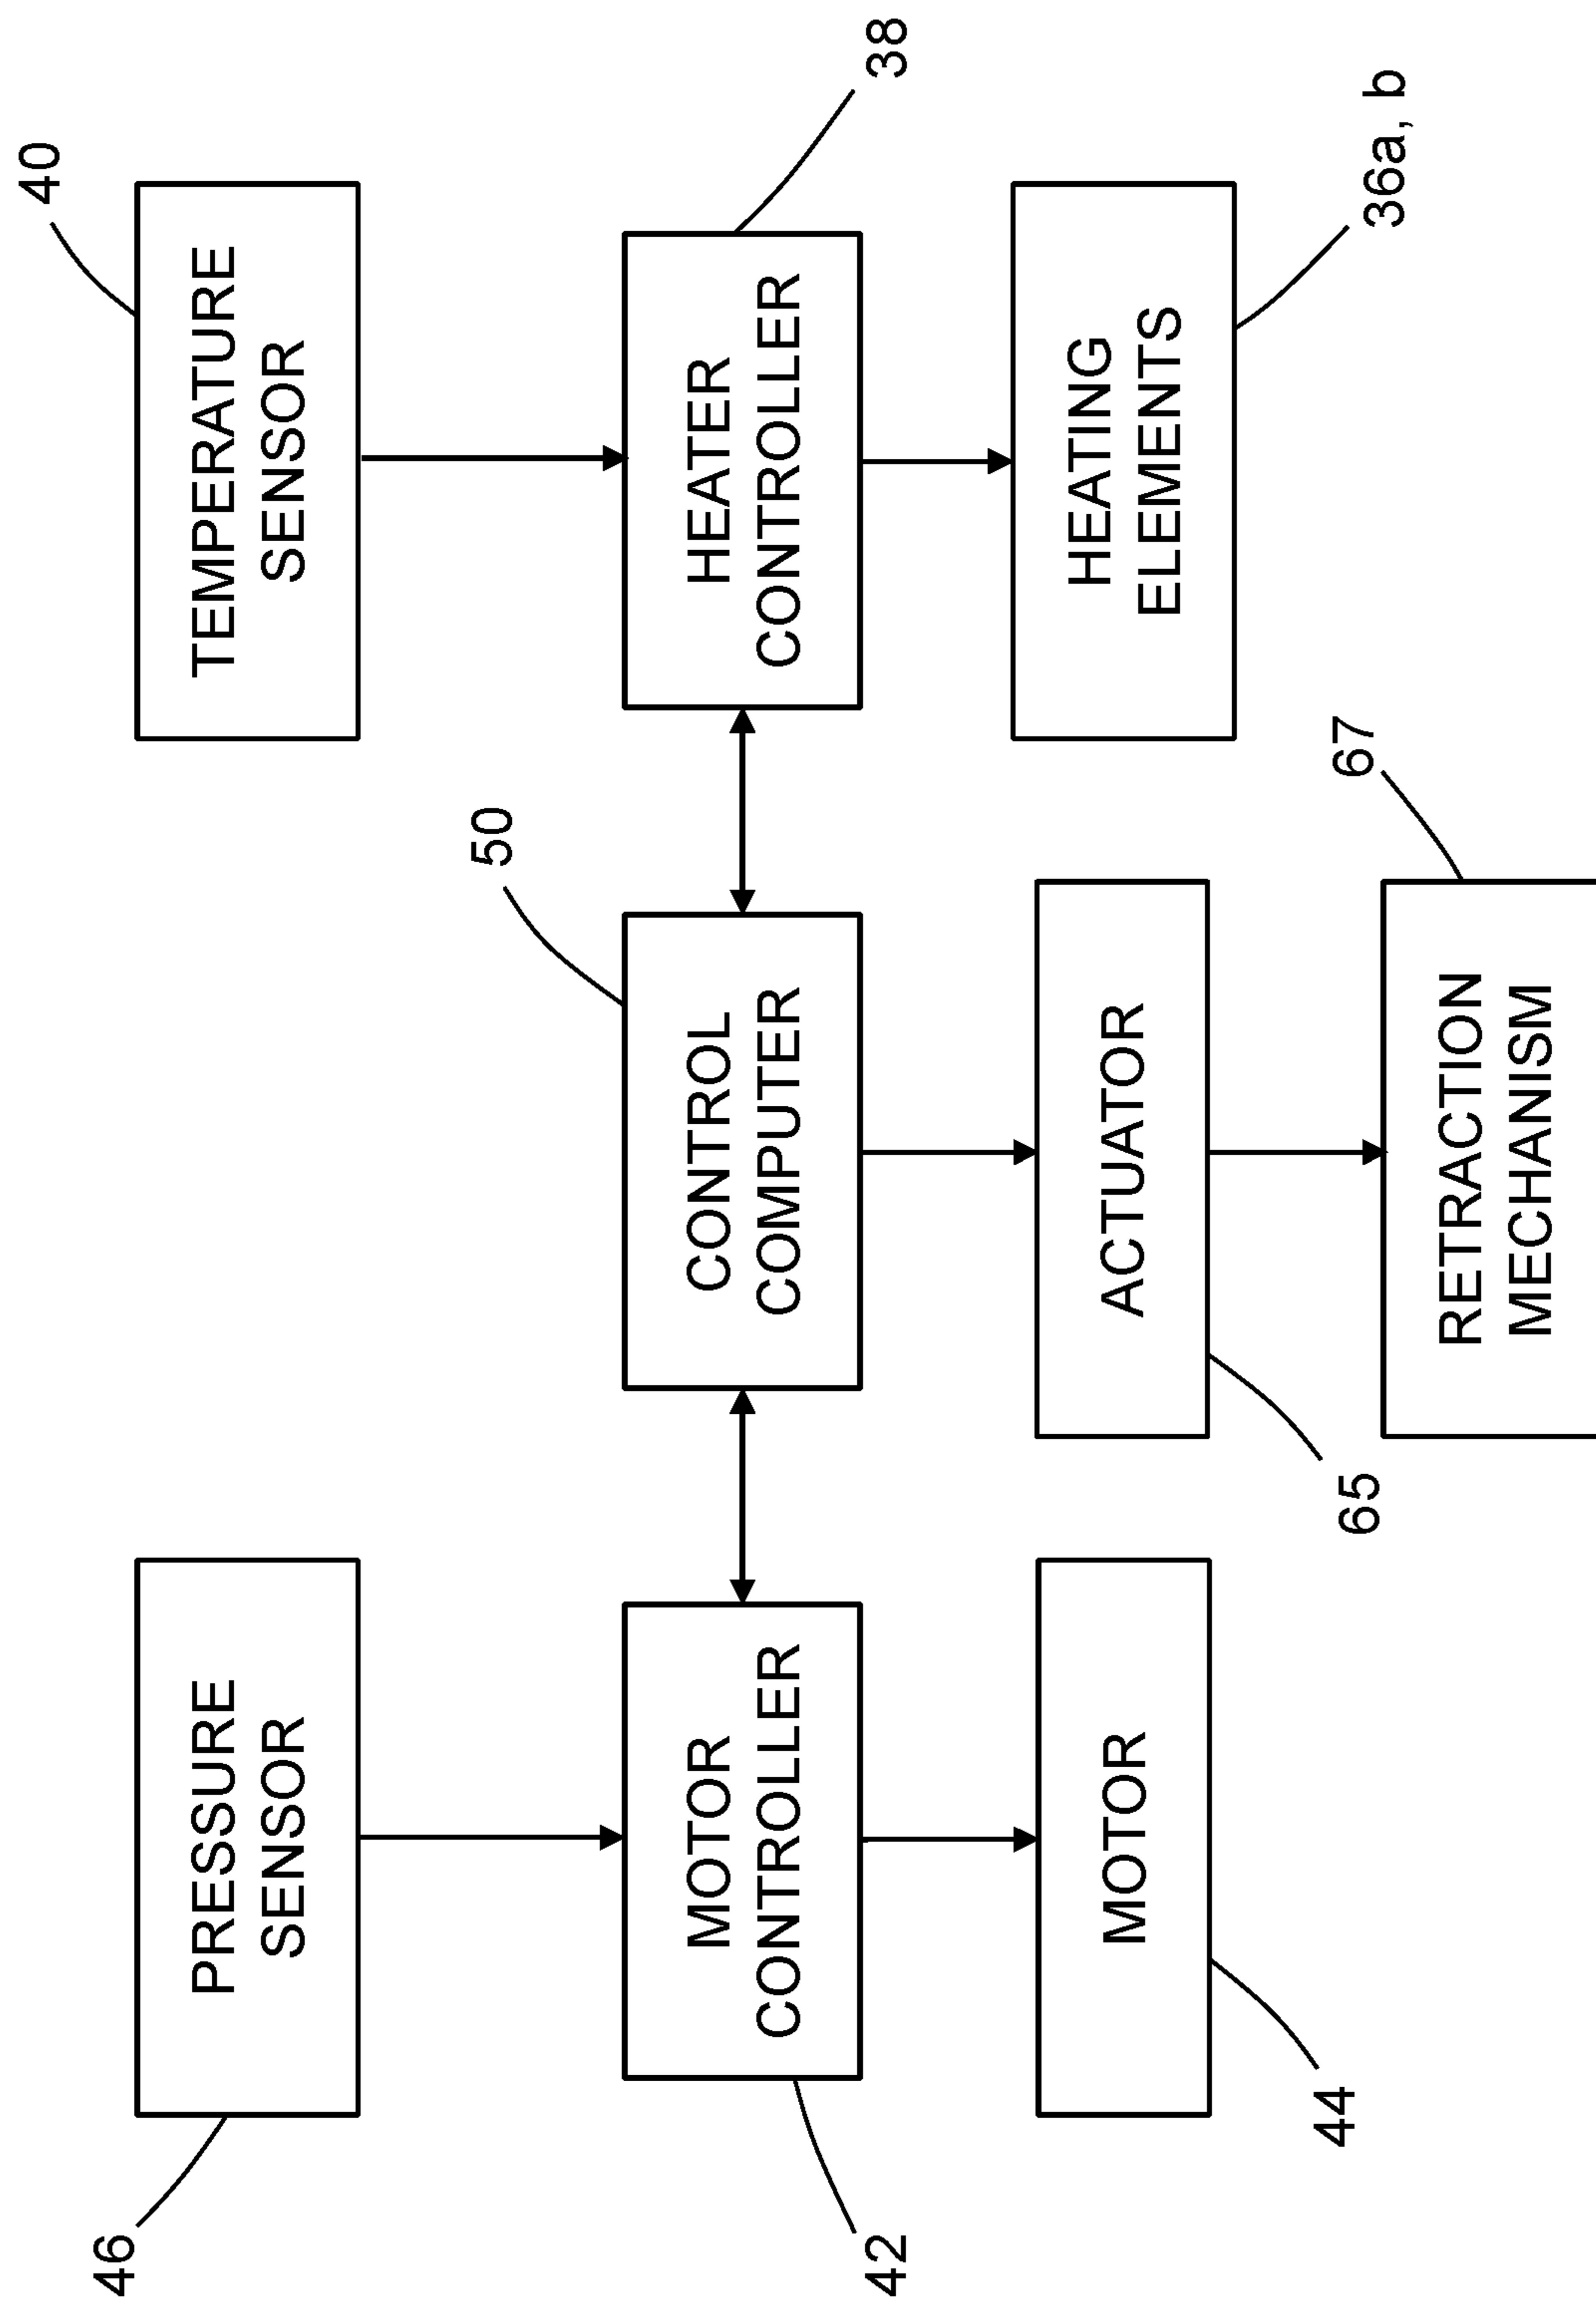 46
PRESSURE
SENSOR
TEMPERATURE
SENSOR
40
50
42
MOTOR
CONTROLLER
CONTROL
COMPUTER
HEATER
CONTROLLER
38
44
MOTOR
65
ACTUATOR
HEATING
ELEMENTS
36a, b
RETRACTION
MECHANISM
67